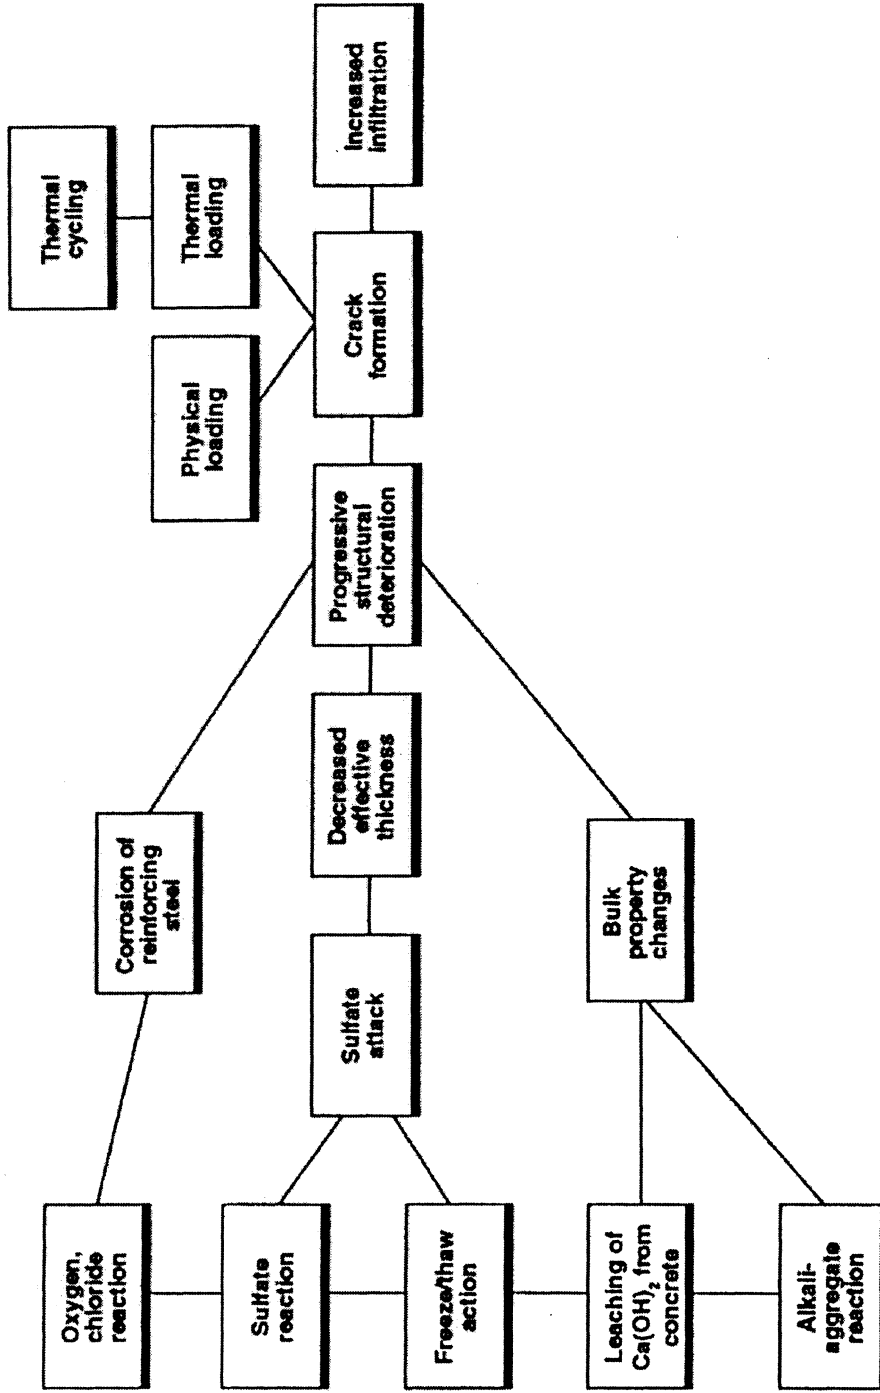 Oxygen,
chloride
reaction
Sulfate
reaction
Freeze/thaw
action
Leaching of
Ca(OH)₂ from
concrete
Alkali-
aggregate
reaction
Corrosion of
reinforcing
steel
Sulfate
attack
Bulk
property
changes
Decreased
effective
thickness
Progressive
structural
deterioration
Physical
loading
Crack
formation
Thermal
cycling
Thermal
loading
Increased
infiltration